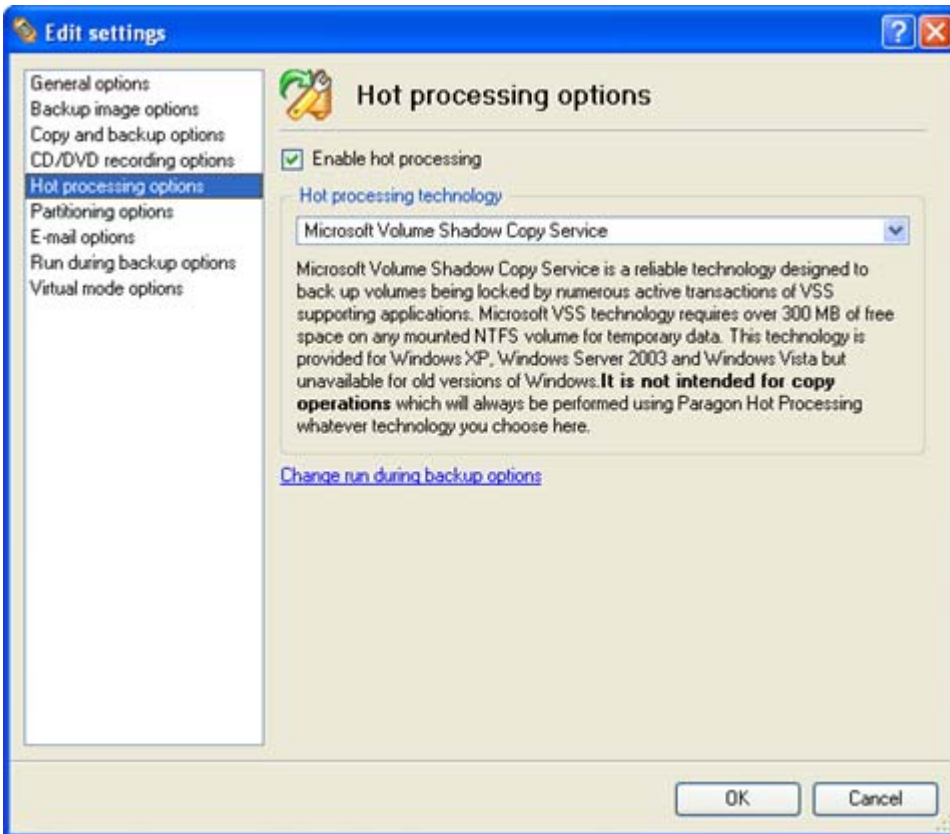 Edit settings
General options
Backup image options
Copy and backup options
CD/DVD recording options
Hot processing options
Partitioning options
E-mail options
Run during backup options
Virtual mode options
Hot processing options
Enable hot processing
Hot processing technology
Microsoft Volume Shadow Copy Service
Microsoft Volume Shadow Copy Service is a reliable technology designed to
back up volumes being locked by numerous active transactions of VSS
supporting applications. Microsoft VSS technology requires over 300 MB of free
space on any mounted NTFS volume for temporary data. This technology is
provided for Windows XP, Windows Server 2003 and Windows Vista but
unavailable for old versions of Windows.It is not intended for copy
operations which will always be performed using Paragon Hot Processing
whatever technology you choose here.
Change run during backup options
OK
Cancel